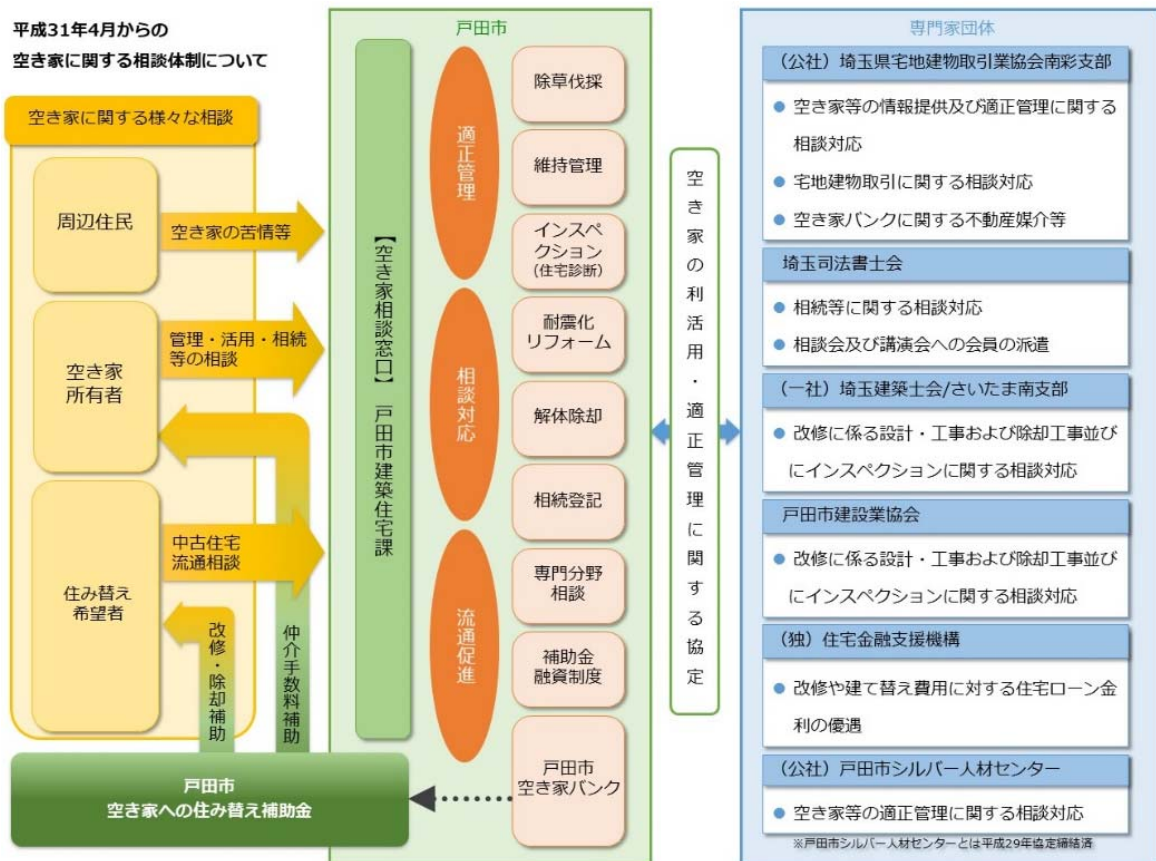 平成31年4月からの
空き家に関する相談体制について
空き家に関する様々な相談
周辺住民
空き家の苦情等
空き家
所有者
管理・活用・相続
等の相談
住み替え
希望者
中古住宅
流通相談
改修・除却補助
仲介手数料補助
戸田市
空き家への住み替え補助金
戸田市
【空き家相談窓口】 戸田市建築住宅課
適正管理
相談対応
流通促進
除草伐採
維持管理
インスペ
クション
(住宅診断)
耐震化
リフォーム
解体除却
相続登記
専門分野
相談
補助金
融資制度
戸田市
空き家バンク
空き家の利活用・適正管理に関する協定
専門家団体
（公社）埼玉県宅地建物取引業協会南彩支部
● 空き家等の情報提供及び適正管理に関する
相談対応
● 宅地建物取引に関する相談対応
● 空き家バンクに関する不動産媒介等
埼玉司法書士会
● 相続等に関する相談対応
● 相談会及び講演会への会員の派遣
（一社）埼玉建築士会/さいたま南支部
● 改修に係る設計・工事および除却工事並び
にインスペクションに関する相談対応
戸田市建設業協会
● 改修に係る設計・工事および除却工事並び
にインスペクションに関する相談対応
（独）住宅金融支援機構
● 改修や建て替え費用に対する住宅ローン金
利の優遇
（公社）戸田市シルバー人材センター
● 空き家等の適正管理に関する相談対応
※戸田市シルバー人材センターとは平成29年協定締結済